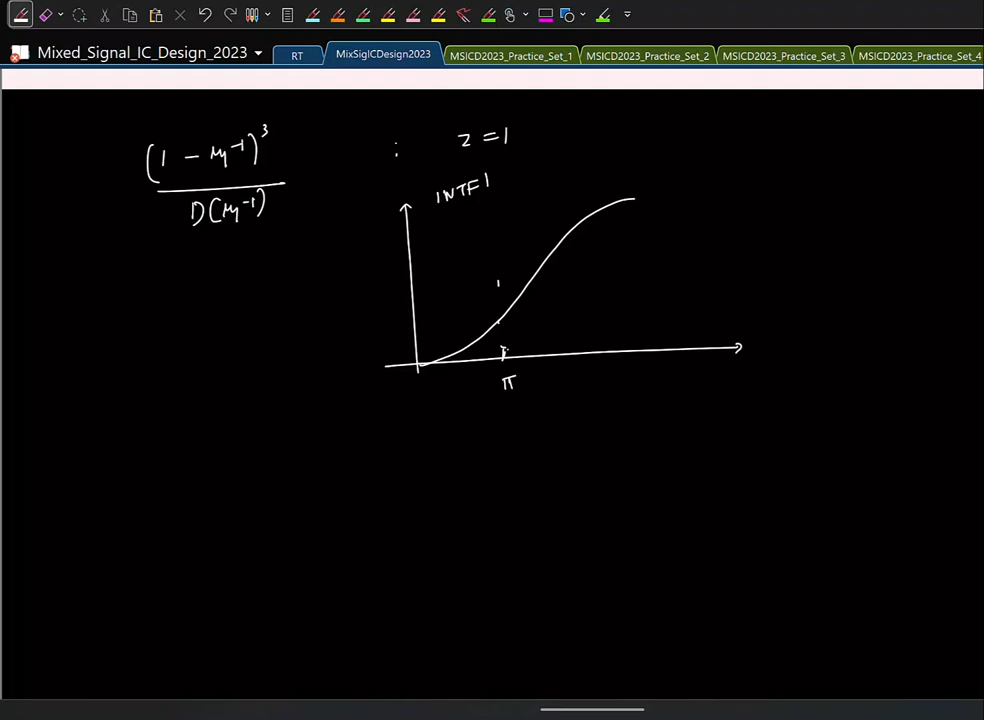 Mixed_Signal_IC_Design_2023
RT
MixSigICDesign2023
MSICD2023_Practice_Set_1
MSICD2023_Practice_Set_2
MSICD2023_Practice_Set_3
MSICD2023_Practice_Set_4
(1 - z⁻¹)³
D(z⁻¹)
:
z = 1
|NTF|
π